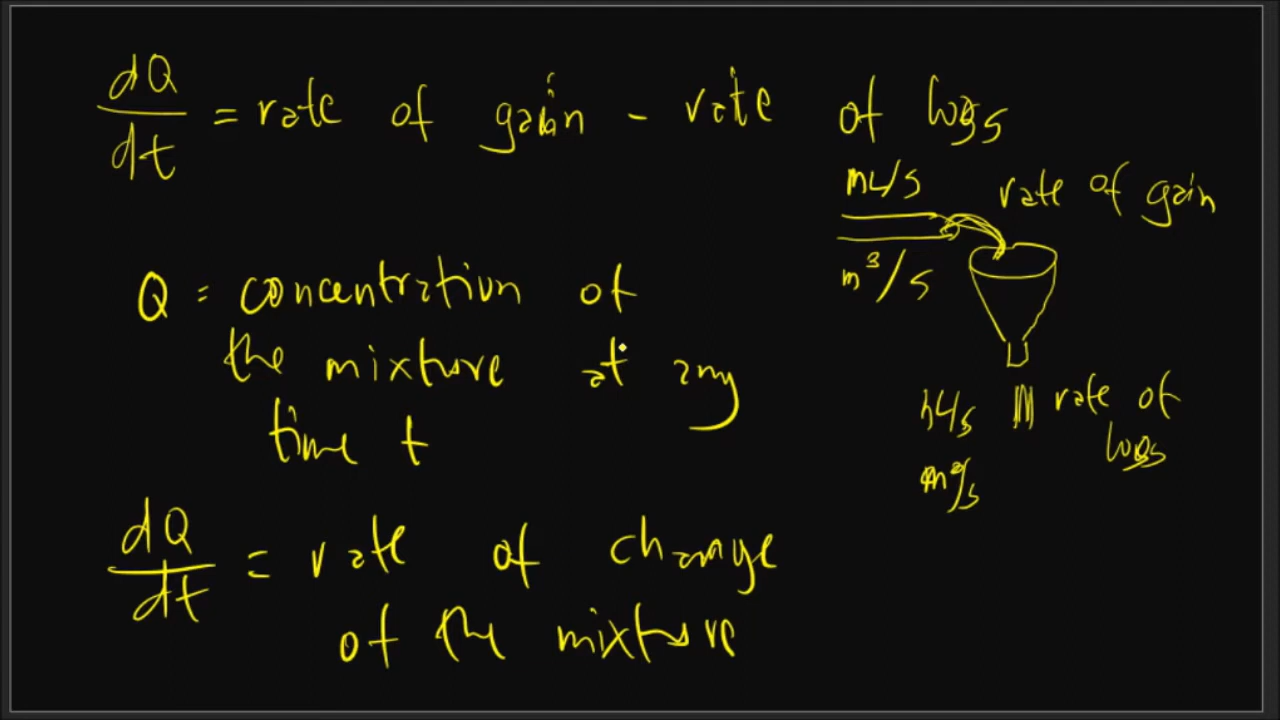 dQ/dt = rate of gain - rate of loss
mL/s rate of gain
m³/s
Q = concentration of
the mixture at any
time t
mL/s rate of
loss
m³/s
dQ/dt = rate of change
of the mixture